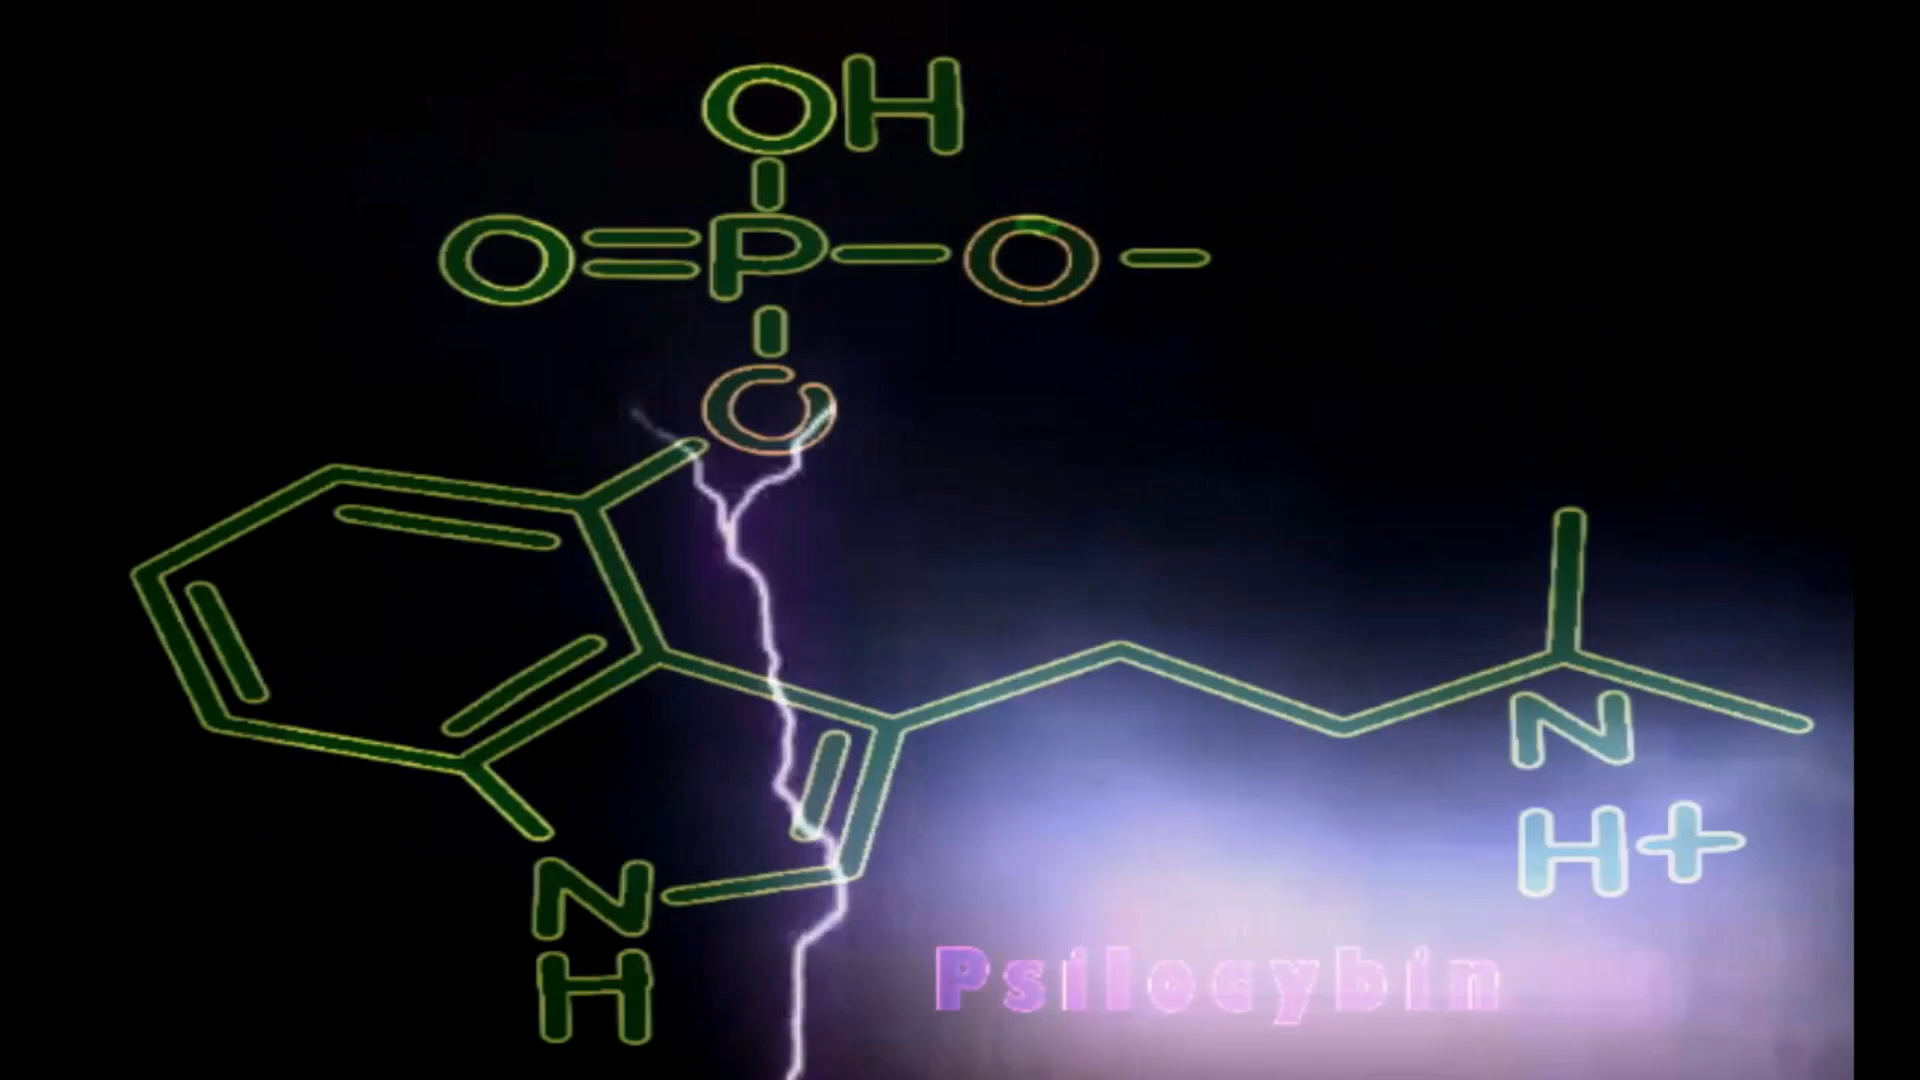 OH
O=P-O-
O
N
H+
N
H
Psilocybin